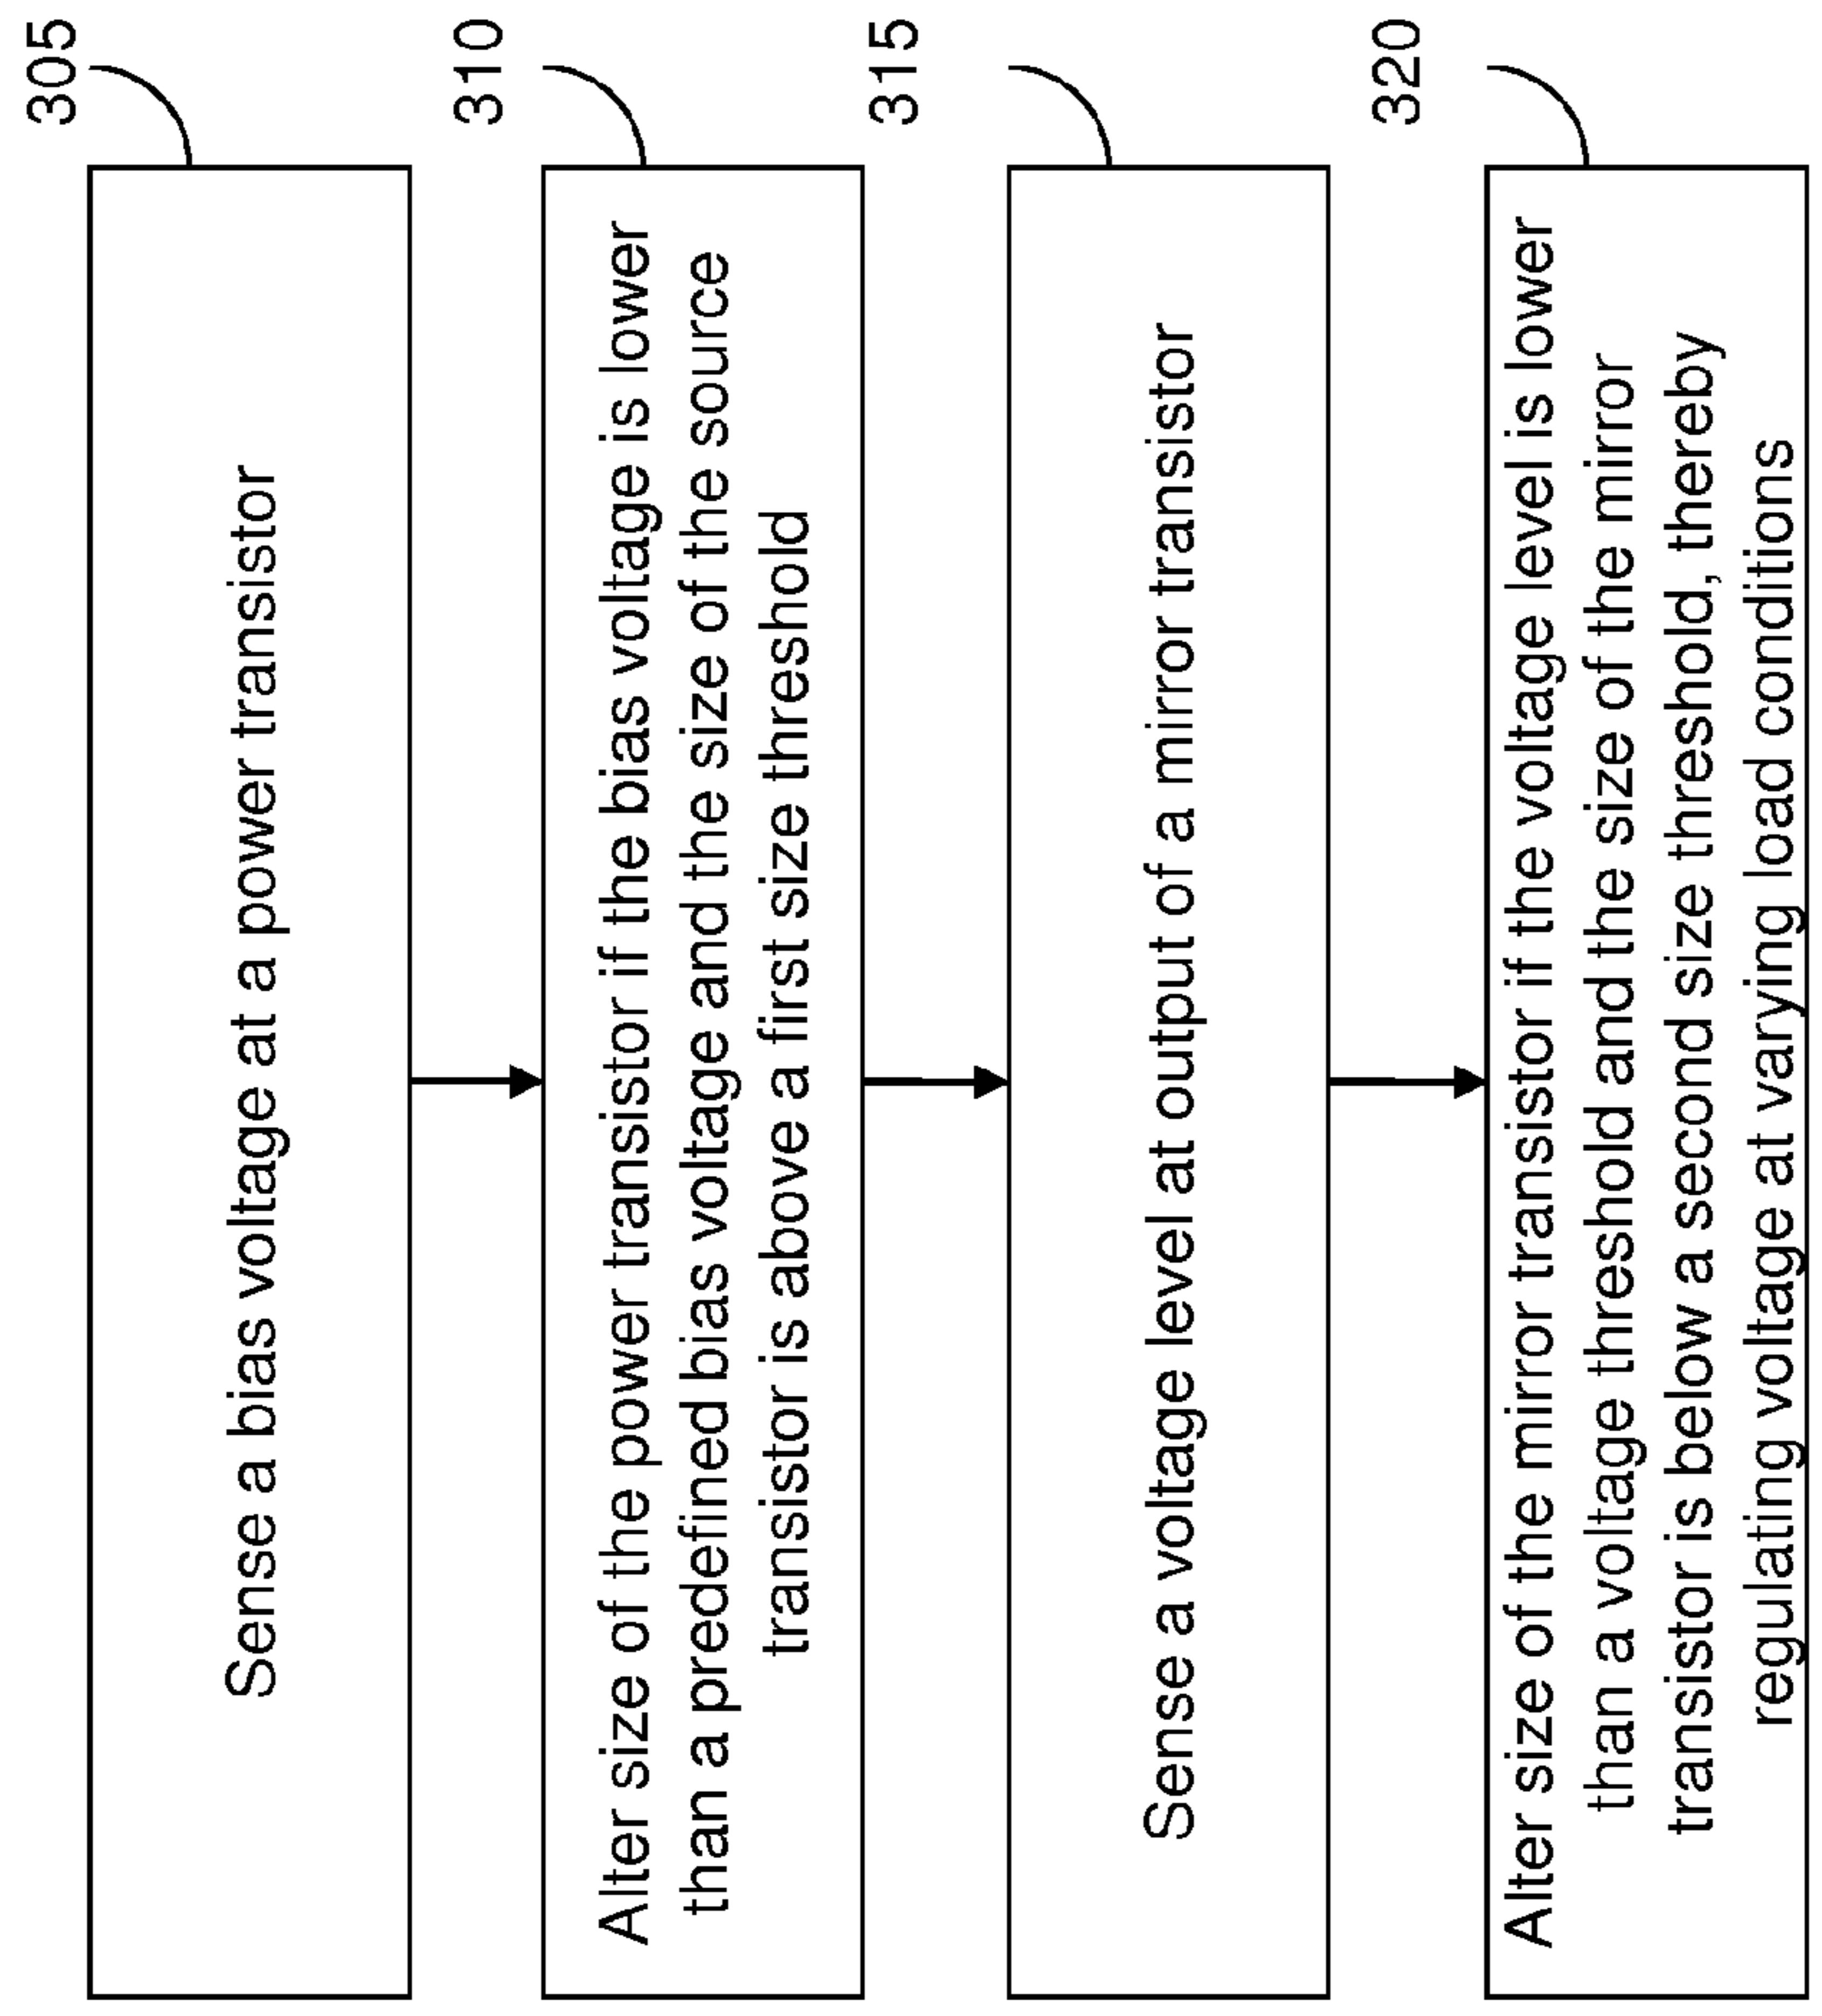 305
Sense a bias voltage at a power transistor
310
Alter size of the power transistor if the bias voltage is lower
than a predefined bias voltage and the size of the source
transistor is above a first size threshold
315
Sense a voltage level at output of a mirror transistor
320
Alter size of the mirror transistor if the voltage level is lower
than a voltage threshold and the size of the mirror
transistor is below a second size threshold, thereby
regulating voltage at varying load conditions